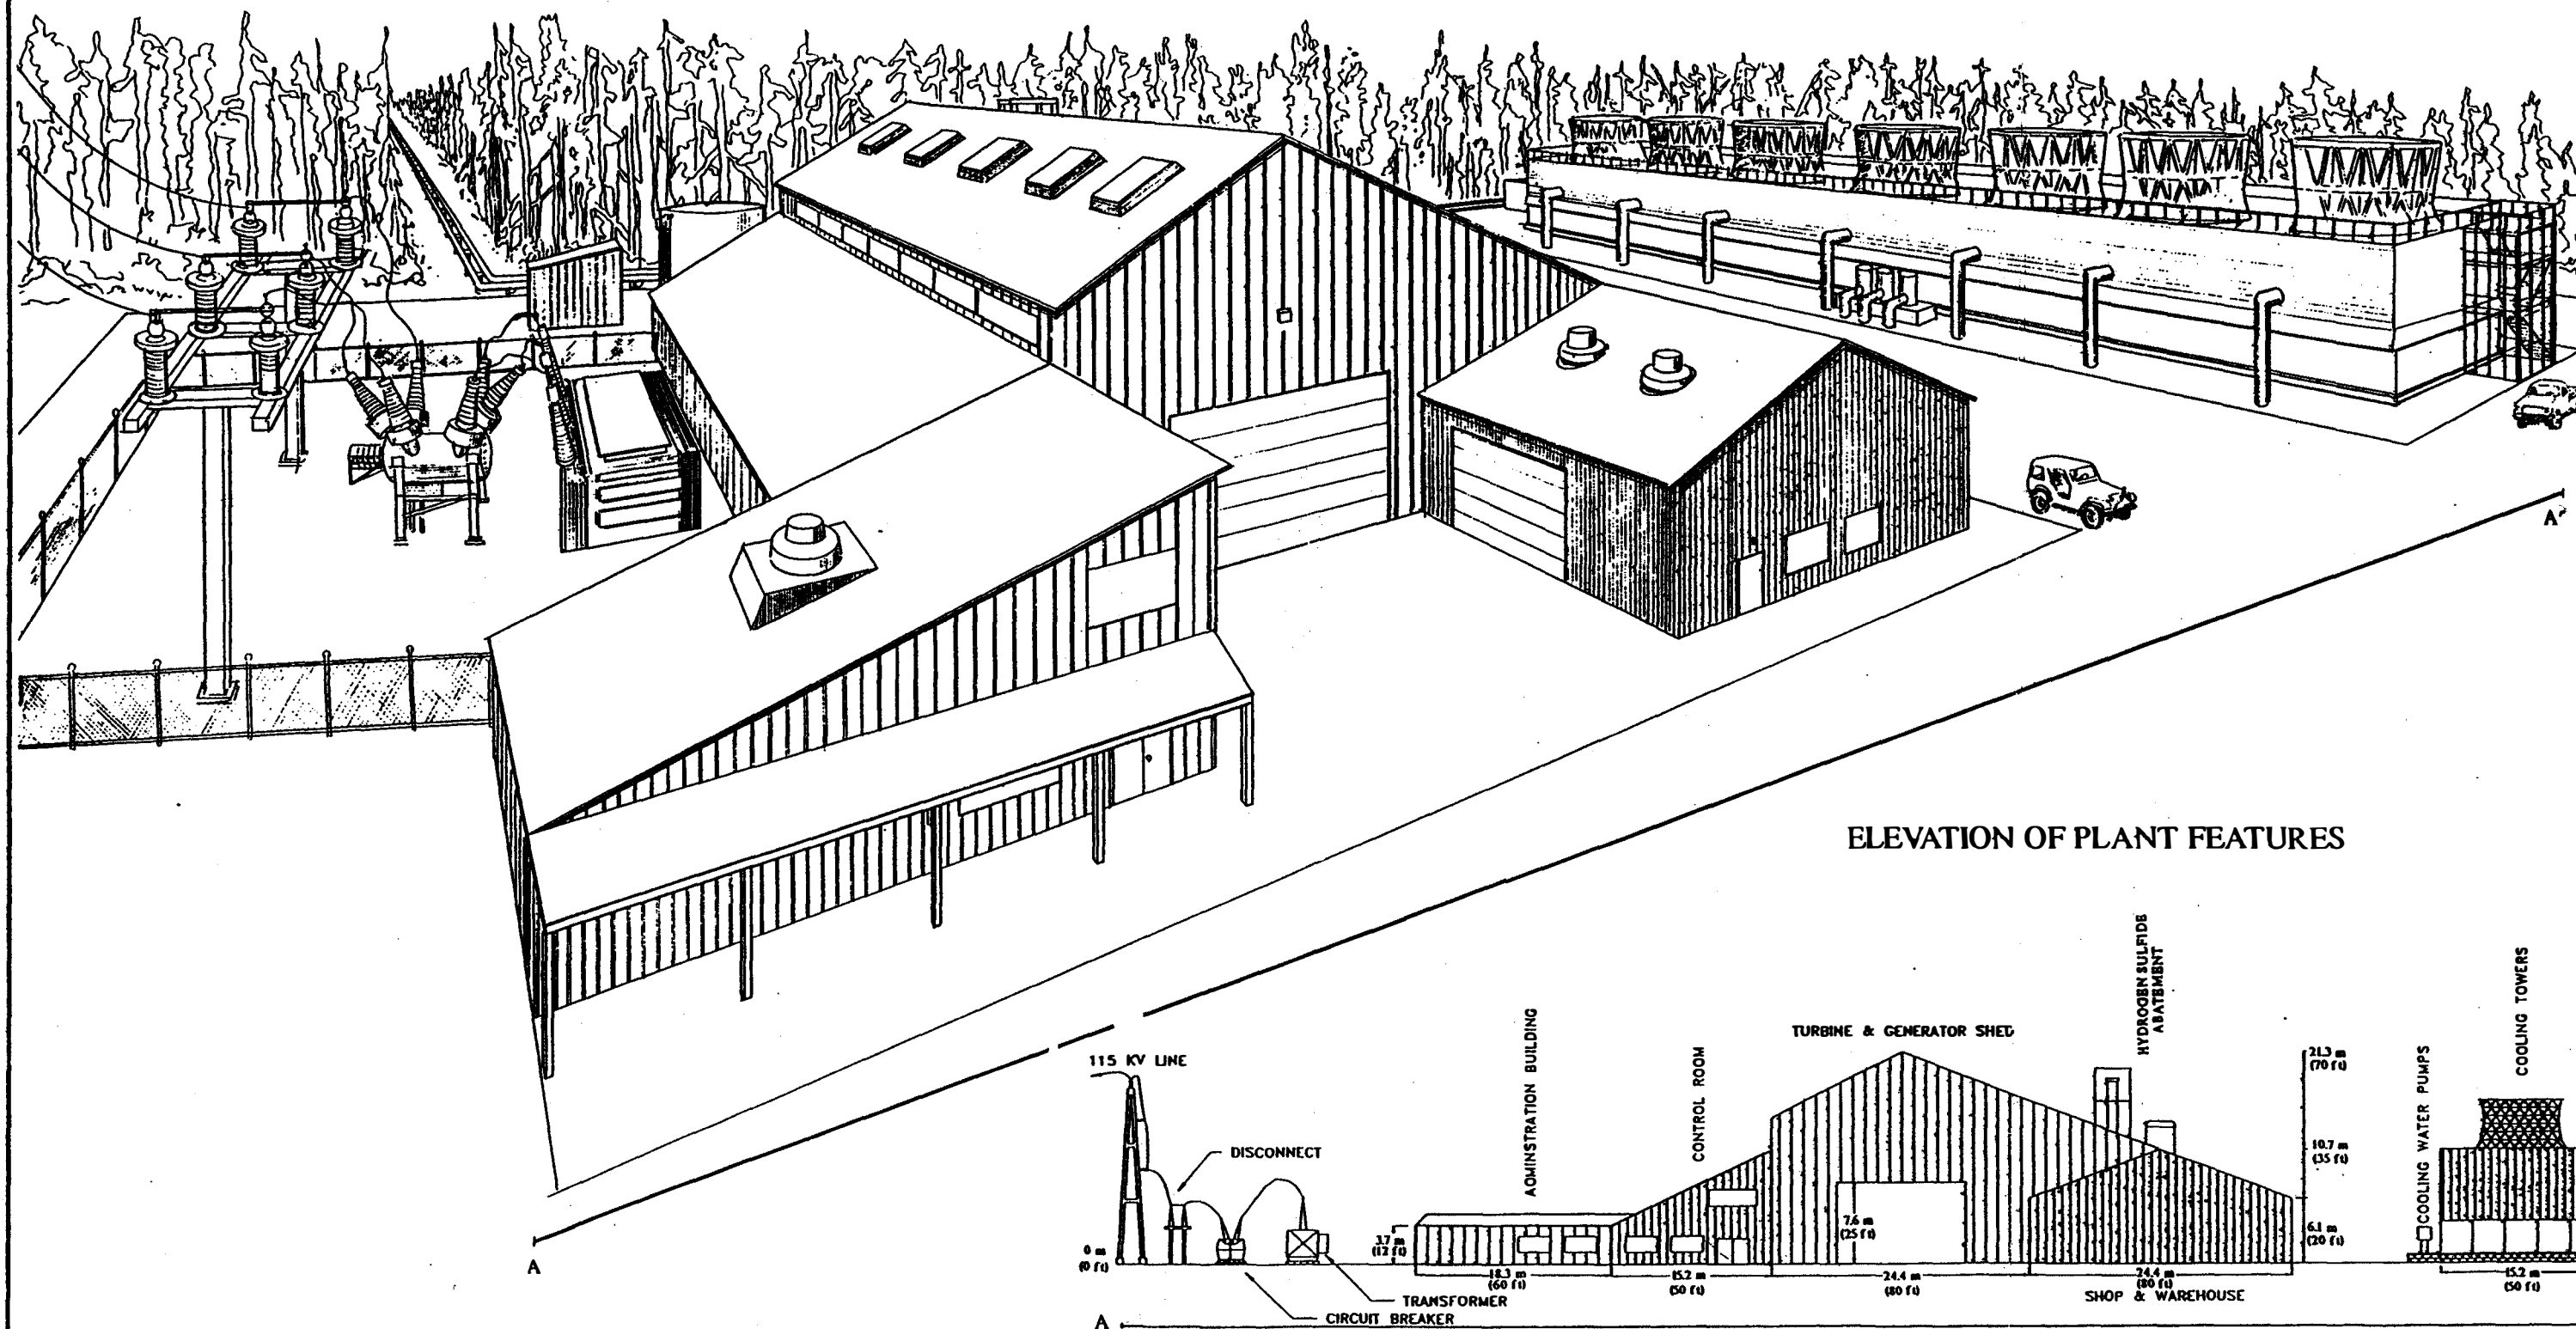 A'
ELEVATION OF PLANT FEATURES
A
115 KV LINE
DISCONNECT
TRANSFORMER
CIRCUIT BREAKER
0 m
(0 ft)
3.7 m
(12 ft)
ADMINSTRATION BUILDING
CONTROL ROOM
TURBINE & GENERATOR SHED
HYDROGEN SULFIDE
ABATEMENT
COOLING WATER PUMPS
COOLING TOWERS
21.3 m
(70 ft)
10.7 m
(35 ft)
6.1 m
(20 ft)
7.6 m
(25 ft)
18.3 m
(60 ft)
15.2 m
(50 ft)
24.4 m
(80 ft)
24.4 m
(80 ft)
SHOP & WAREHOUSE
15.2 m
(50 ft)
A